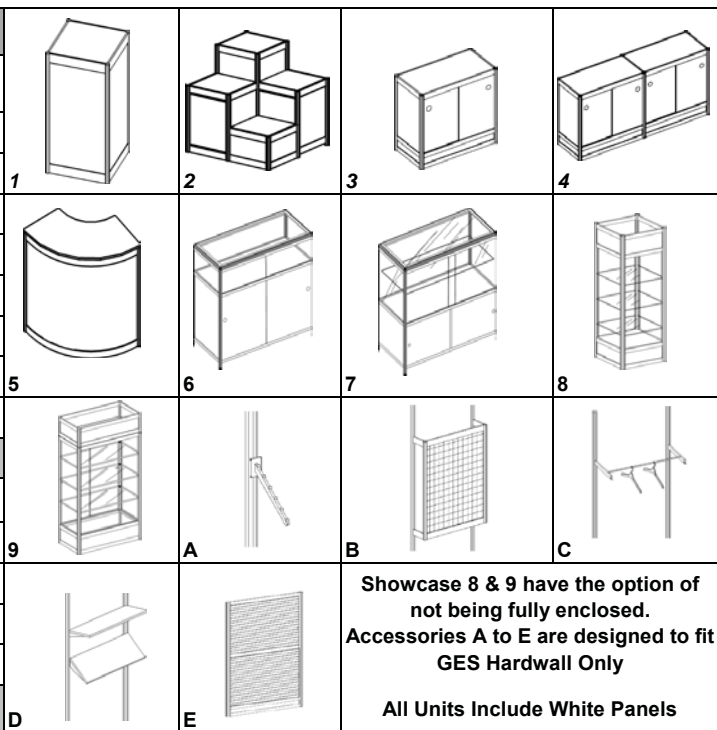 1
2
3
4
5
6
7
8
9
A
B
C
D
E
Showcase 8 & 9 have the option of
not being fully enclosed.
Accessories A to E are designed to fit
GES Hardwall Only
All Units Include White Panels